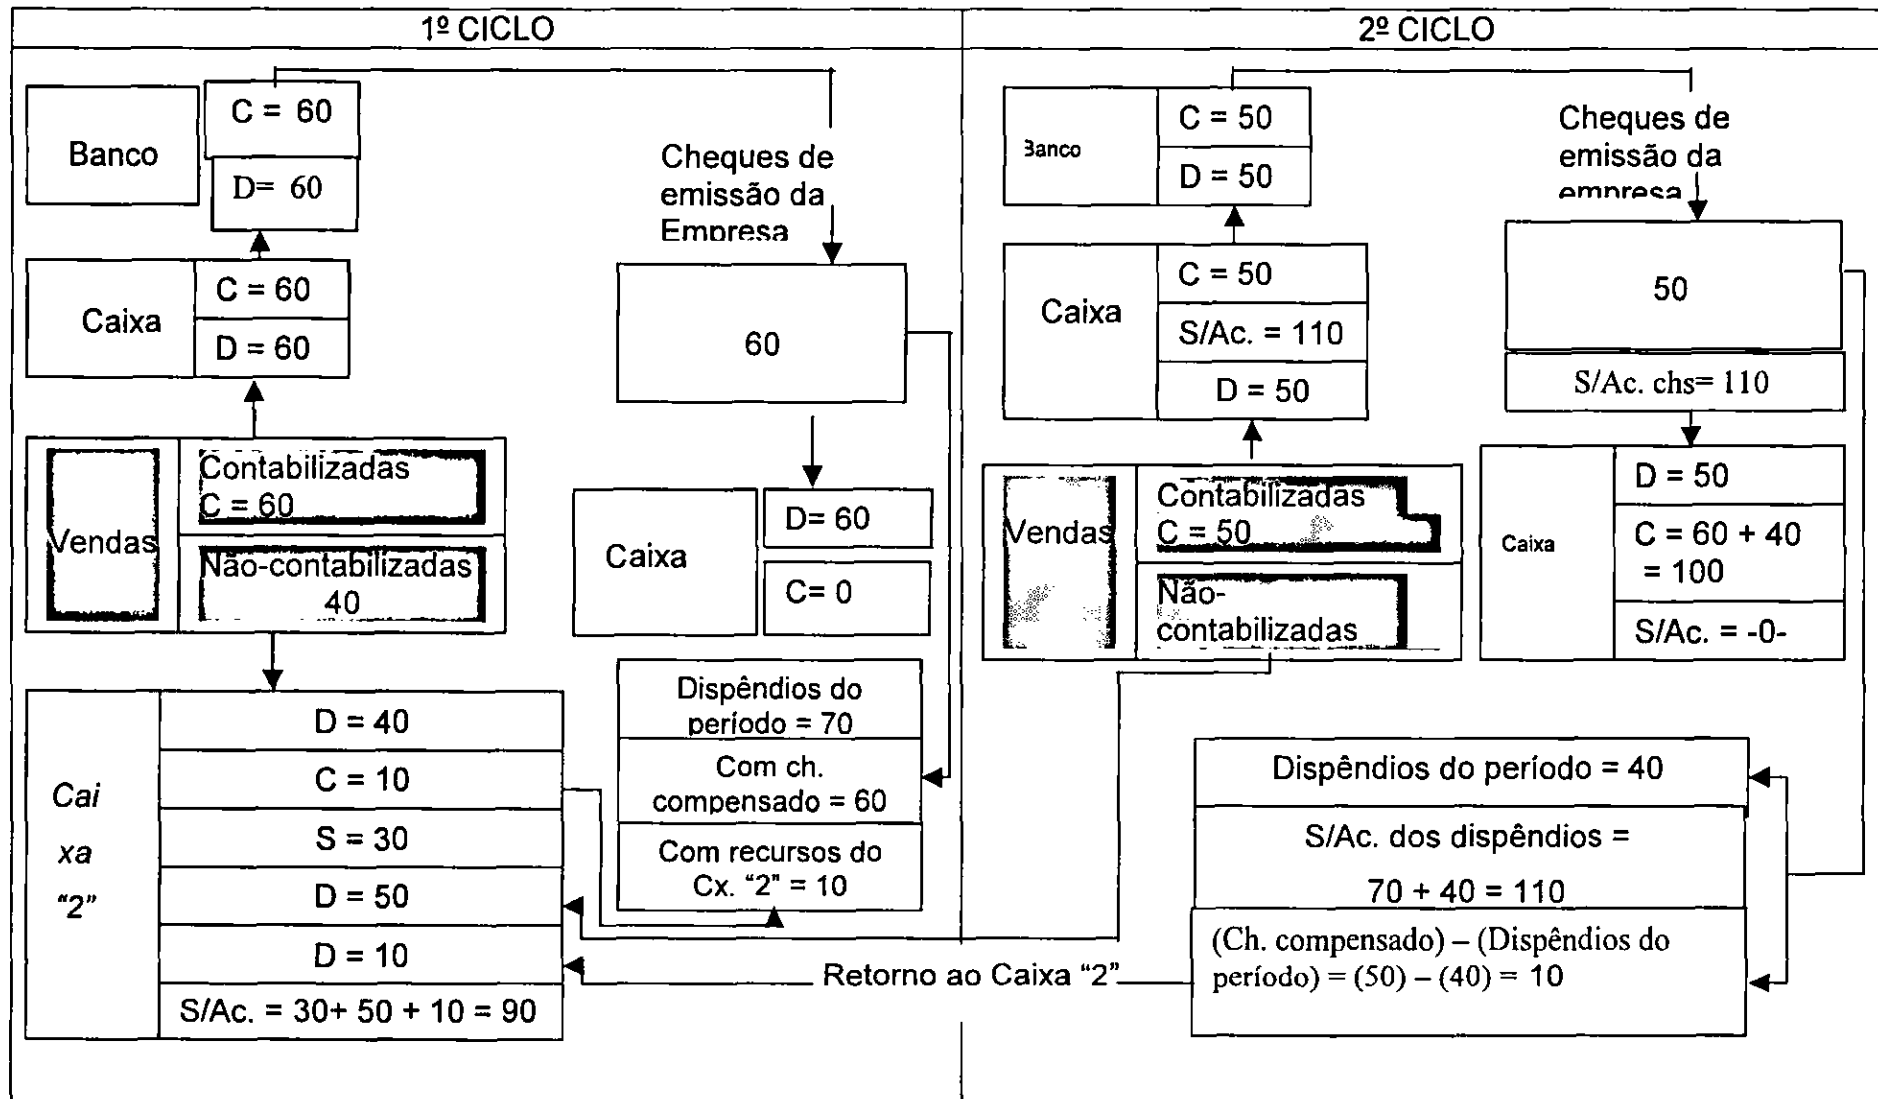 1º CICLO
2º CICLO
Banco
C = 60
D= 60
Cheques de
emissão da
Empresa
Caixa
C = 60
D = 60
60
Vendas
Contabilizadas
C = 60
Não-contabilizadas
40
Caixa
D= 60
C= 0
Cai
xa
"2"
D = 40
C = 10
S = 30
D = 50
D = 10
S/Ac. = 30+ 50 + 10 = 90
Dispêndios do
período = 70
Com ch.
compensado = 60
Com recursos do
Cx. "2" = 10
Banco
C = 50
D = 50
Cheques de
emissão da
empresa
Caixa
C = 50
S/Ac. = 110
D = 50
50
S/Ac. chs= 110
Vendas
Contabilizadas
C = 50
Não-
contabilizadas
Caixa
D = 50
C = 60 + 40
= 100
S/Ac. = -0-
Dispêndios do período = 40
S/Ac. dos dispêndios =
70 + 40 = 110
(Ch. compensado) – (Dispêndios do
período) = (50) – (40) = 10
Retorno ao Caixa "2"